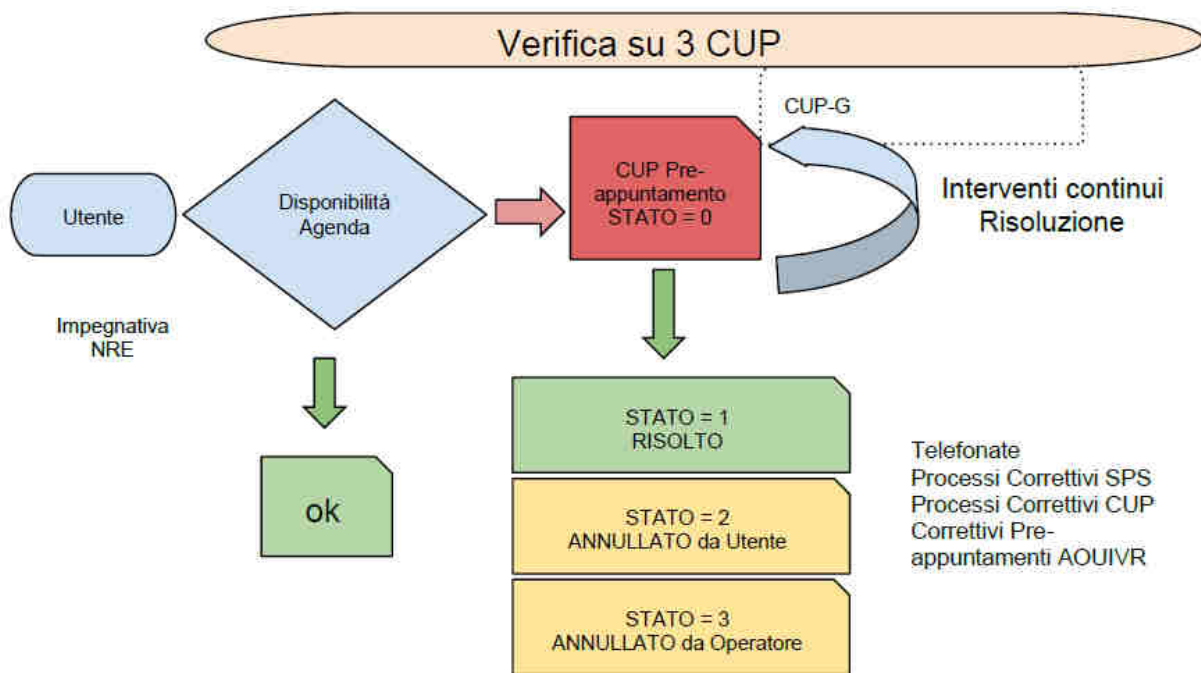 Verifica su 3 CUP
CUP-G
Utente
Disponibilità
Agenda
CUP Pre-
appuntamento
STATO = 0
Interventi continui
Risoluzione
Impegnativa
NRE
ok
STATO = 1
RISOLTO
STATO = 2
ANNULLATO da Utente
STATO = 3
ANNULLATO da Operatore
Telefonate
Processi Correttivi SPS
Processi Correttivi CUP
Correttivi Pre-
appuntamenti AOUIVR